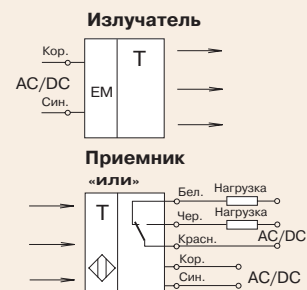 Излучатель
Кор.
AC/DC
Син.
EM
T
Приемник
«или»
T
Бел.
Нагрузка
Чер.
Нагрузка
Красн.
AC/DC
Кор.
Син.
AC/DC